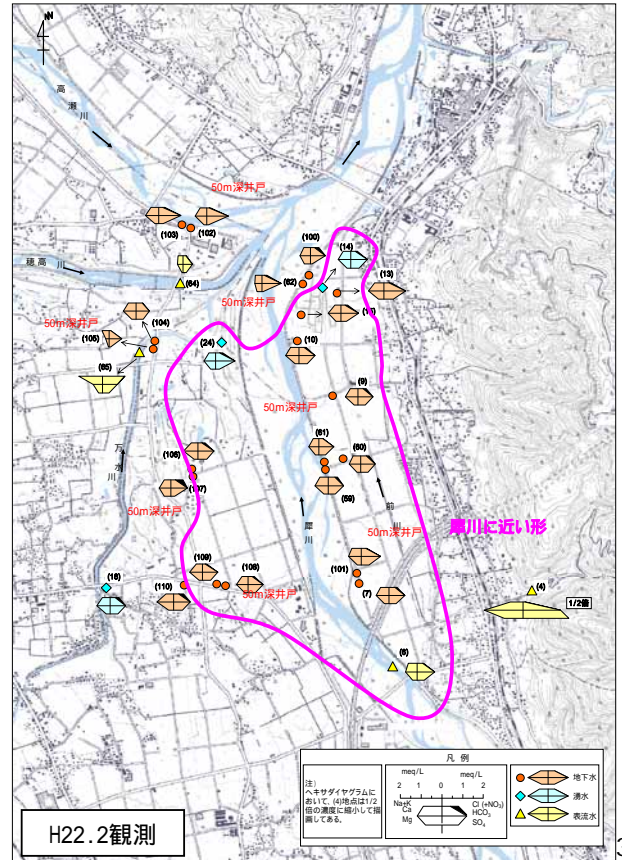 N
高瀬川
50m深井戸
(103)
(102)
(100)
(14)
穂高川
(64)
(62)
(13)
50m深井戸
(104)
50m深井戸
(105)
(24)
(10)
(65)
(9)
50m深井戸
万水川
(61)
(60)
(106)
(107)
(59)
50m深井戸
犀川
前川
50m深井戸
犀川に近い形
(109)
(108)
(101)
(16)
(110)
50m深井戸
(7)
(4)
1/2倍
凡 例
注)
ヘキサダイヤグラムに
おいて、(4)地点は1/2
倍の濃度に縮小して描
画してある。
meq/L meq/L
2 1 0 1 2
Na+K Cl (+NO₃)
Ca HCO₃
Mg SO₄
地下水
湧水
表流水
H22.2観測